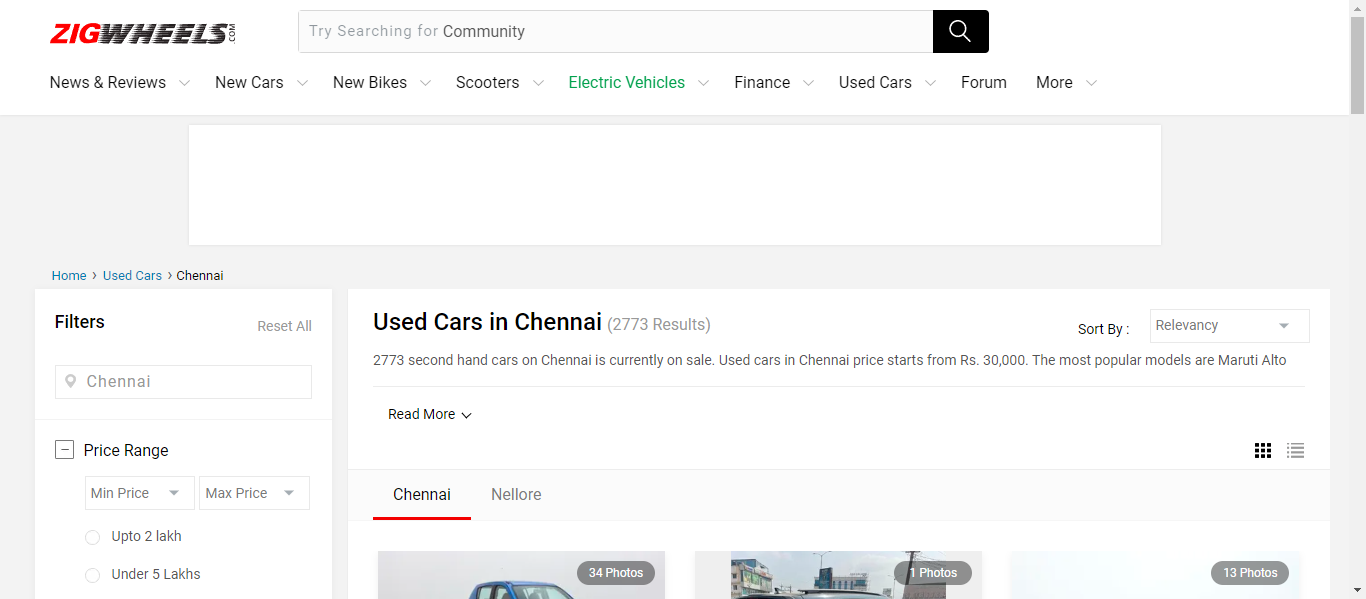 ZIGWHEELS.COM
Try Searching for Community
News & Reviews New Cars New Bikes Scooters Electric Vehicles Finance Used Cars Forum More
Home › Used Cars › Chennai
Filters
Reset All
Chennai
Price Range
Min Price Max Price
Upto 2 lakh
Under 5 Lakhs
Used Cars in Chennai (2773 Results)
Sort By : Relevancy
2773 second hand cars on Chennai is currently on sale. Used cars in Chennai price starts from Rs. 30,000. The most popular models are Maruti Alto
Read More
Chennai Nellore
34 Photos 1 Photos 13 Photos